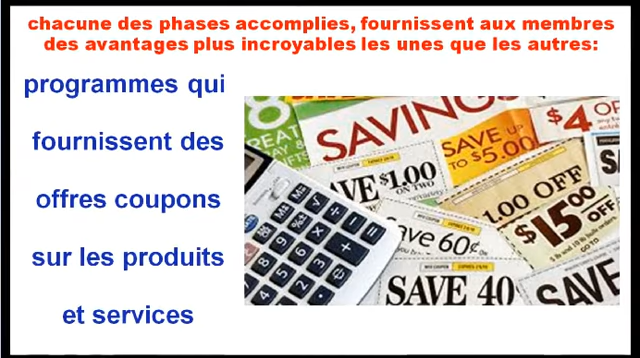 chacune des phases accomplies, fournissent aux membres
des avantages plus incroyables les unes que les autres:
programmes qui
fournissent des
offres coupons
sur les produits
et services
SAVINGS
SAVE UP
TO $5.00
$4 OFF
$1.00
ON TWO
1.00 OFF
$15.00
OFF
save 60¢
SAVE 40
SAVE